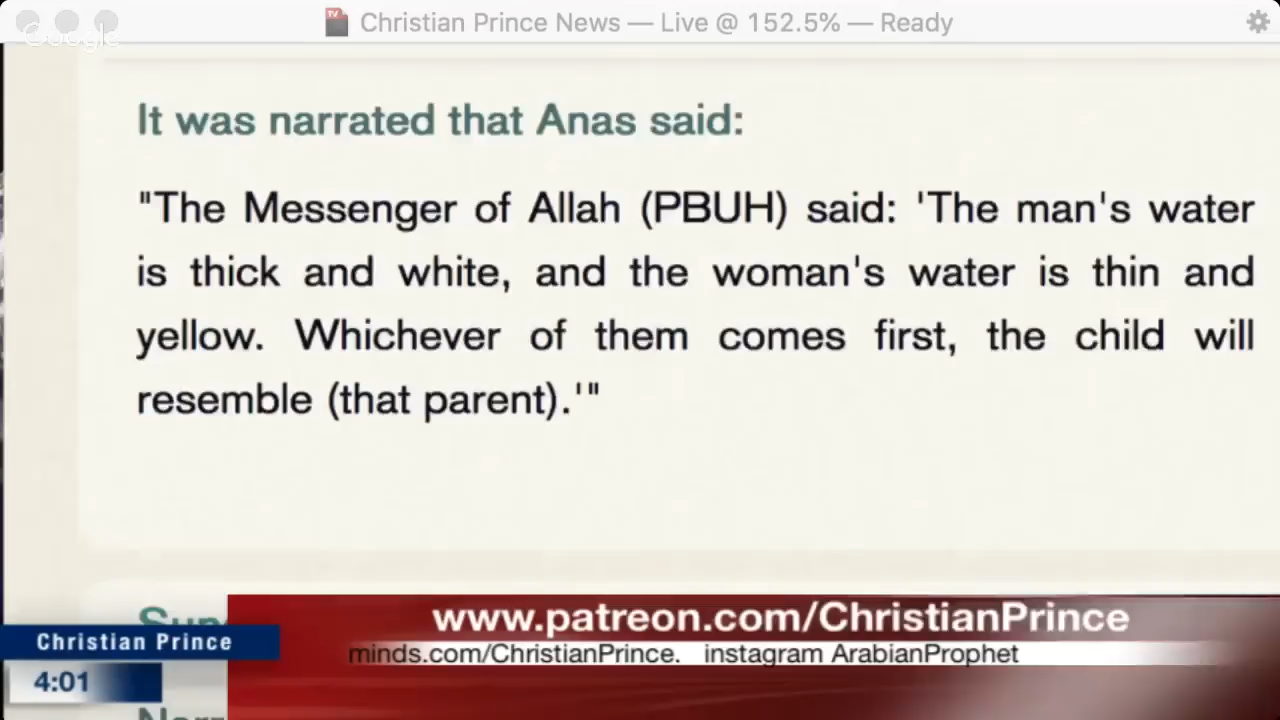 Christian Prince News — Live @ 152.5% — Ready
Google
It was narrated that Anas said:
"The Messenger of Allah (PBUH) said: 'The man's water
is thick and white, and the woman's water is thin and
yellow. Whichever of them comes first, the child will
resemble (that parent).'"
www.patreon.com/ChristianPrince
Christian Prince
minds.com/ChristianPrince. instagram ArabianProphet
4:01